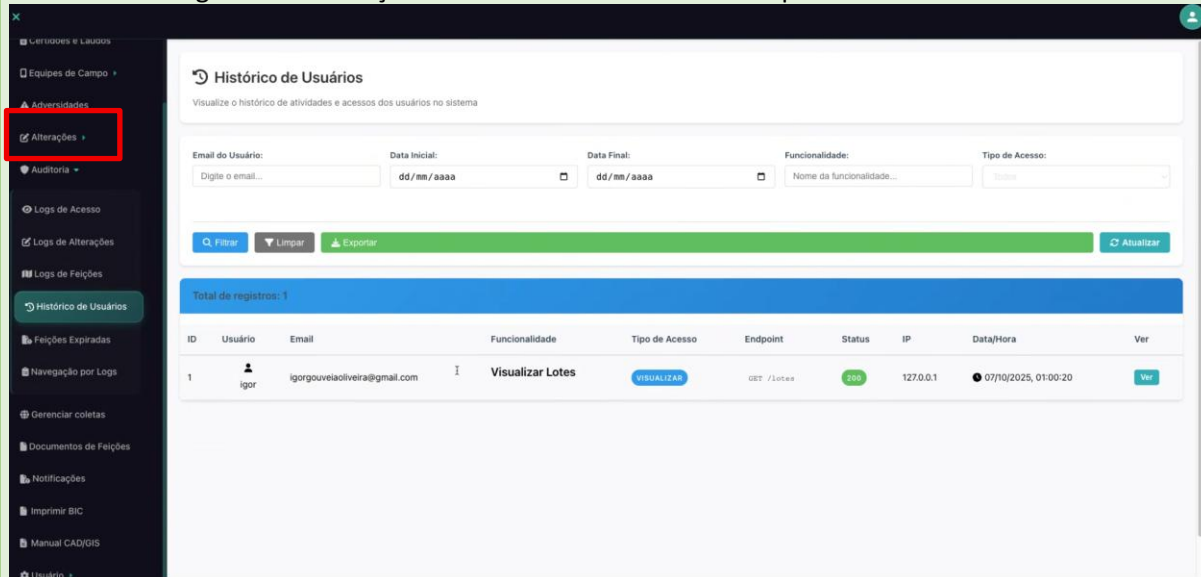 ×
Certidões e Laudos
Equipes de Campo
Adversidades
Alterações
Auditoria
Logs de Acesso
Logs de Alterações
Logs de Feições
Histórico de Usuários
Feições Expiradas
Navegação por Logs
Gerenciar coletas
Documentos de Feições
Notificações
Imprimir BIC
Manual CAD/GIS
Usuário
Histórico de Usuários
Visualize o histórico de atividades e acessos dos usuários no sistema
Email do Usuário: Data Inicial: Data Final: Funcionalidade: Tipo de Acesso:
Digite o email... dd/mm/aaaa dd/mm/aaaa Nome da funcionalidade...
Filtrar Limpar Exportar Atualizar
Total de registros: 1
ID Usuário Email Funcionalidade Tipo de Acesso Endpoint Status IP Data/Hora Ver
1 igor igorgouveiaoliveira@gmail.com Visualizar Lotes VISUALIZAR GET /lotes 200 127.0.0.1 07/10/2025, 01:00:20 Ver